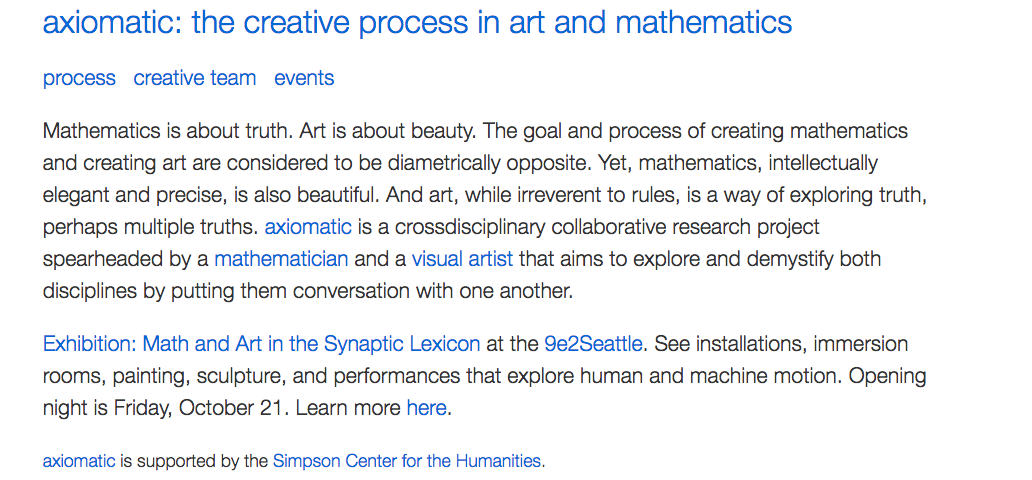 axiomatic: the creative process in art and mathematics
process creative team events
Mathematics is about truth. Art is about beauty. The goal and process of creating mathematics
and creating art are considered to be diametrically opposite. Yet, mathematics, intellectually
elegant and precise, is also beautiful. And art, while irreverent to rules, is a way of exploring truth,
perhaps multiple truths. axiomatic is a crossdisciplinary collaborative research project
spearheaded by a mathematician and a visual artist that aims to explore and demystify both
disciplines by putting them conversation with one another.
Exhibition: Math and Art in the Synaptic Lexicon at the 9e2Seattle. See installations, immersion
rooms, painting, sculpture, and performances that explore human and machine motion. Opening
night is Friday, October 21. Learn more here.
axiomatic is supported by the Simpson Center for the Humanities.